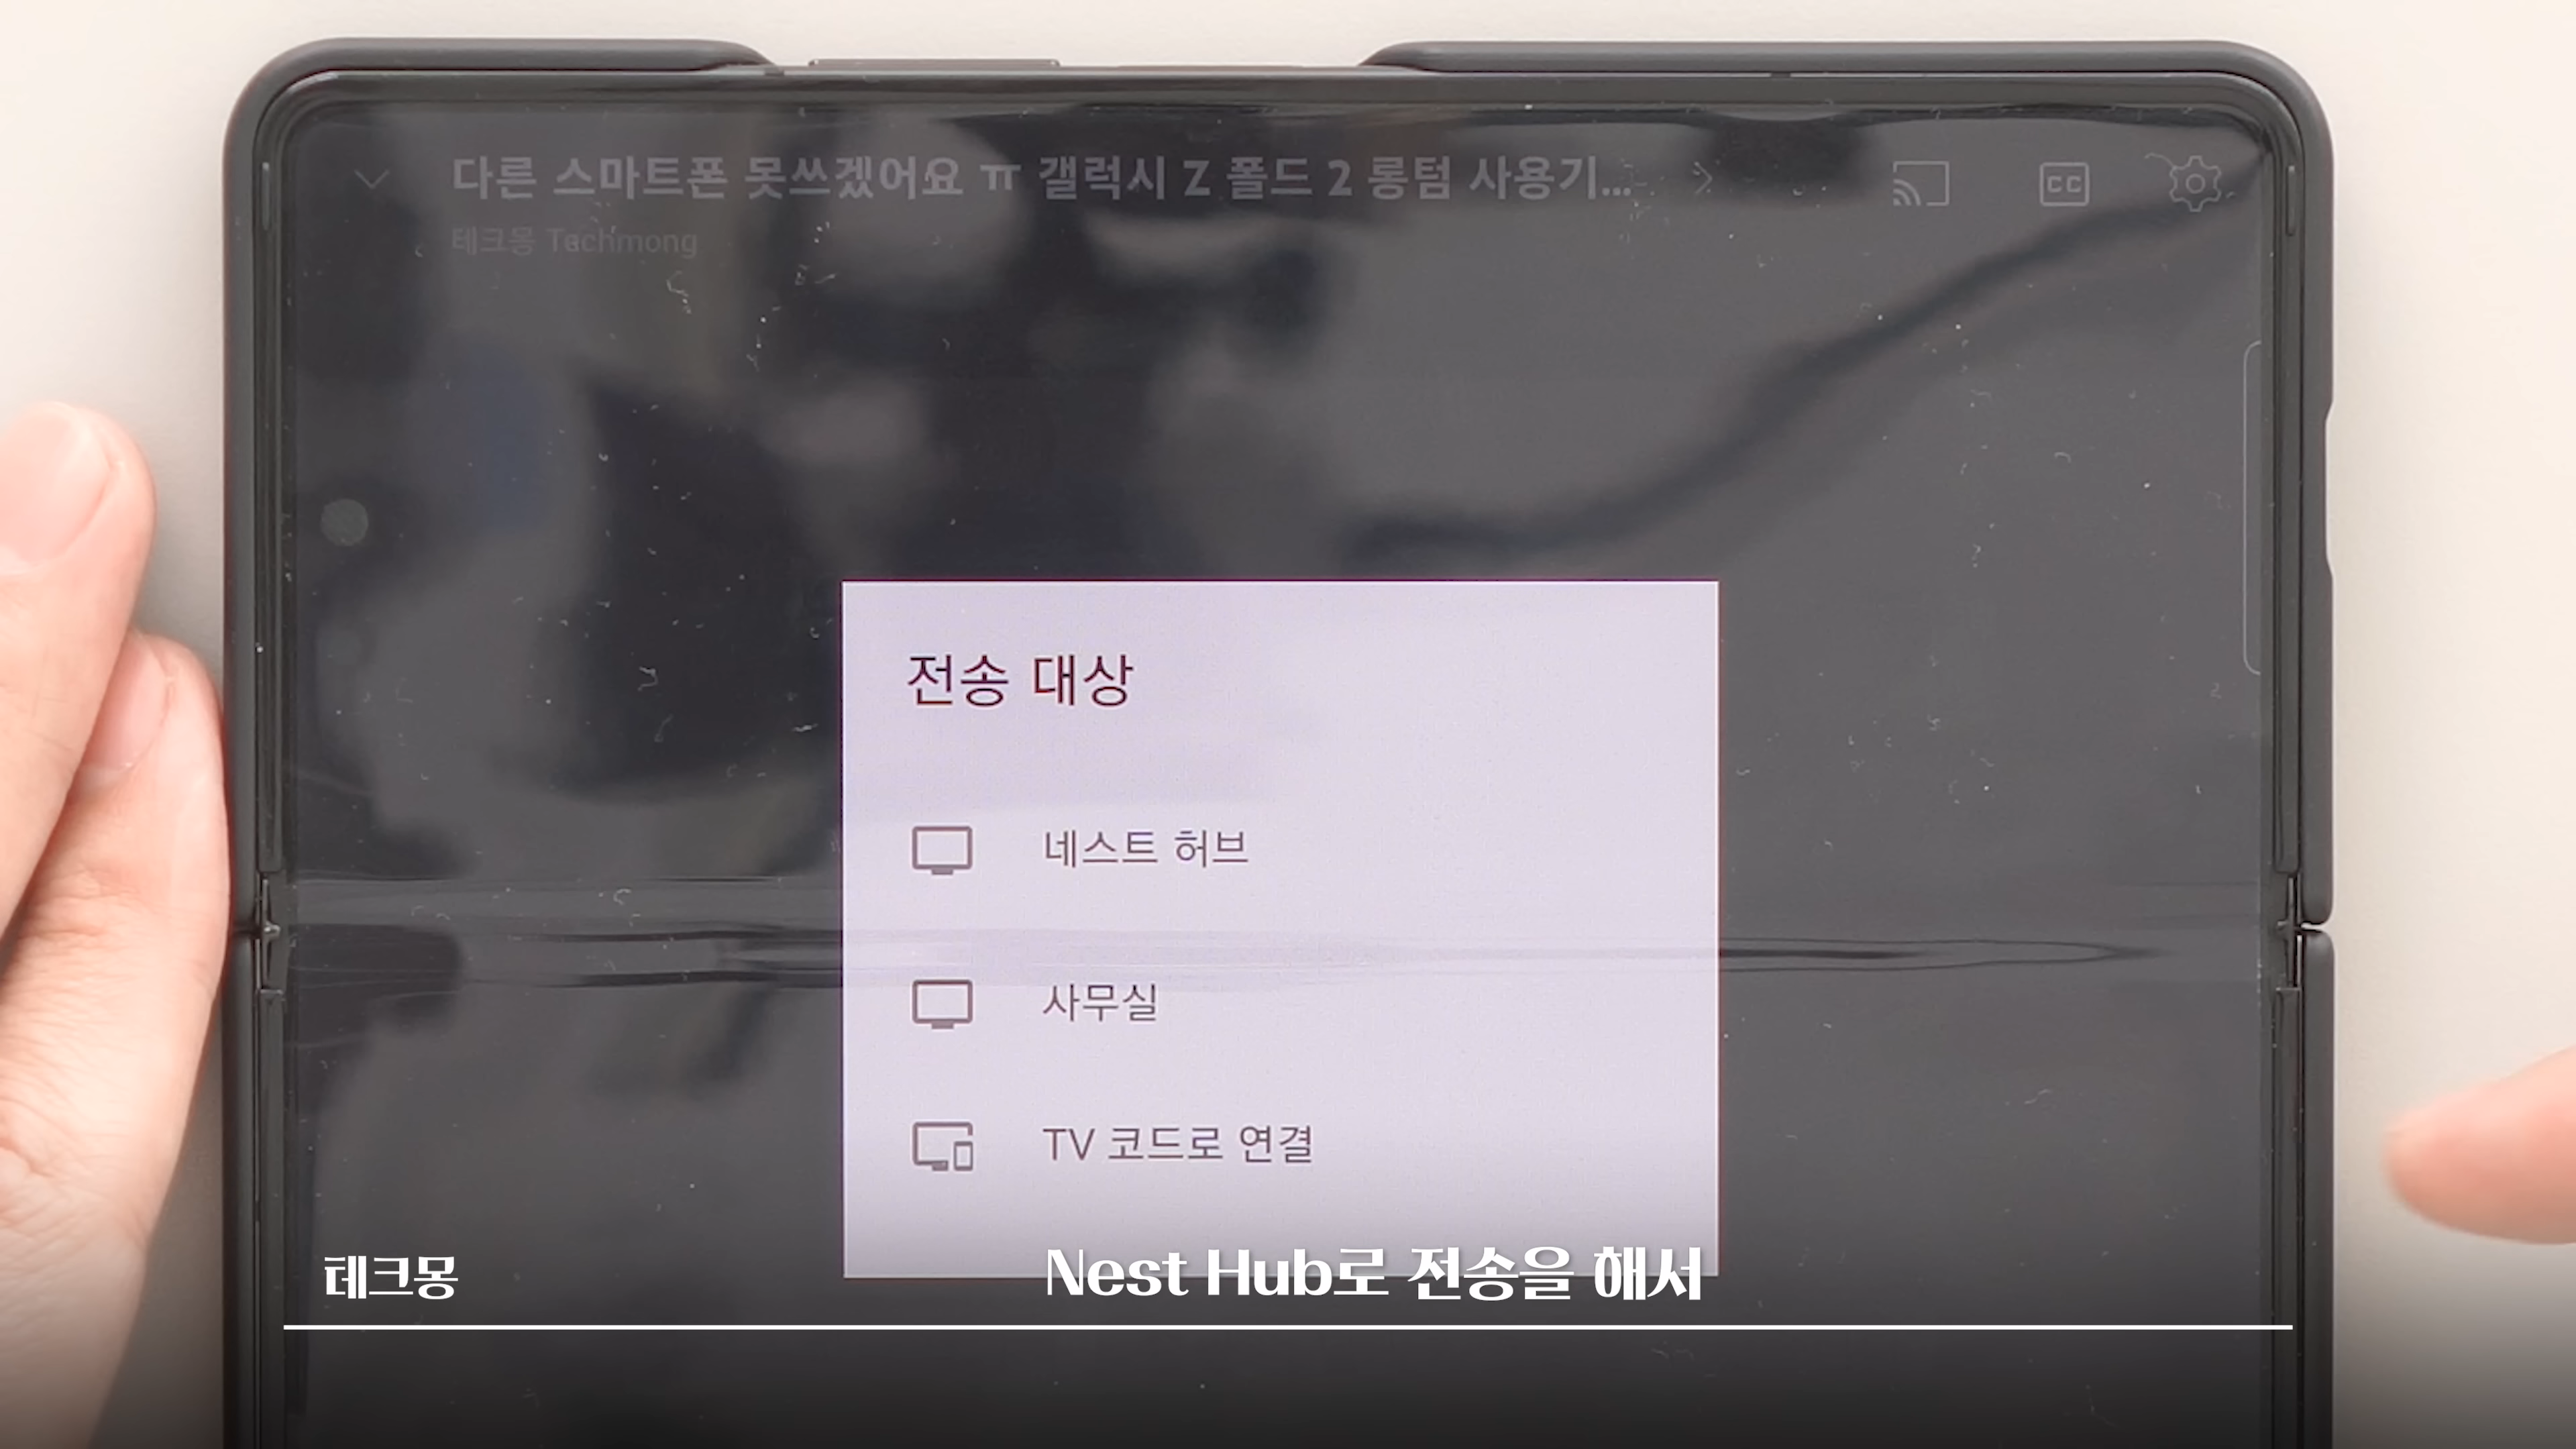 다른 스마트폰 못쓰겠어요 ㅠ 갤럭시 Z 폴드 2 롱텀 사용기...
테크몽 Techmong
CC
전송 대상
네스트 허브
사무실
TV 코드로 연결
테크몽
Nest Hub로 전송을 해서